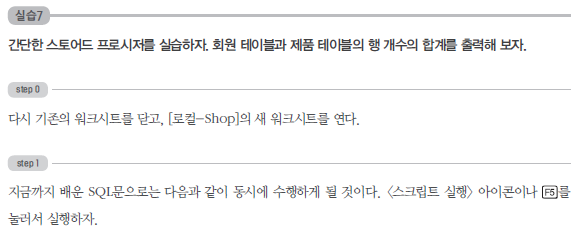 실습7
간단한 스토어드 프로시저를 실습하자. 회원 테이블과 제품 테이블의 행 개수의 합계를 출력해 보자.
step 0
다시 기존의 워크시트를 닫고, [로컬-Shop]의 새 워크시트를 연다.
step 1
지금까지 배운 SQL문으로는 다음과 같이 동시에 수행하게 될 것이다. 〈스크립트 실행〉 아이콘이나 F5를
눌러서 실행하자.